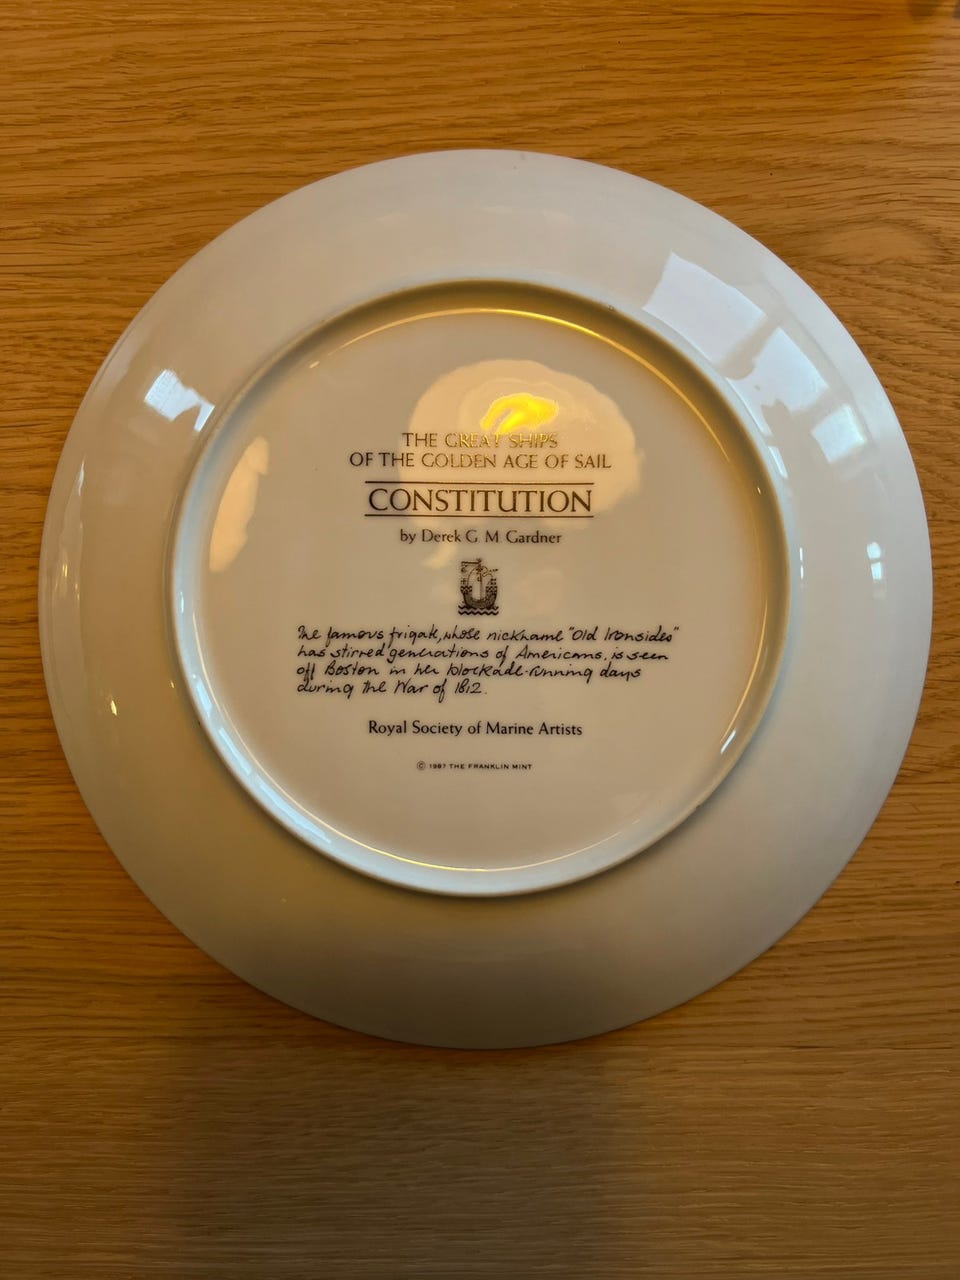 THE GREAT SHIPS
OF THE GOLDEN AGE OF SAIL
CONSTITUTION
by Derek G. M. Gardner
The famous frigate, whose nickname "Old Ironsides"
has stirred generations of Americans, is seen
off Boston in her blockade-running days
during the War of 1812.
Royal Society of Marine Artists
© 1987 THE FRANKLIN MINT